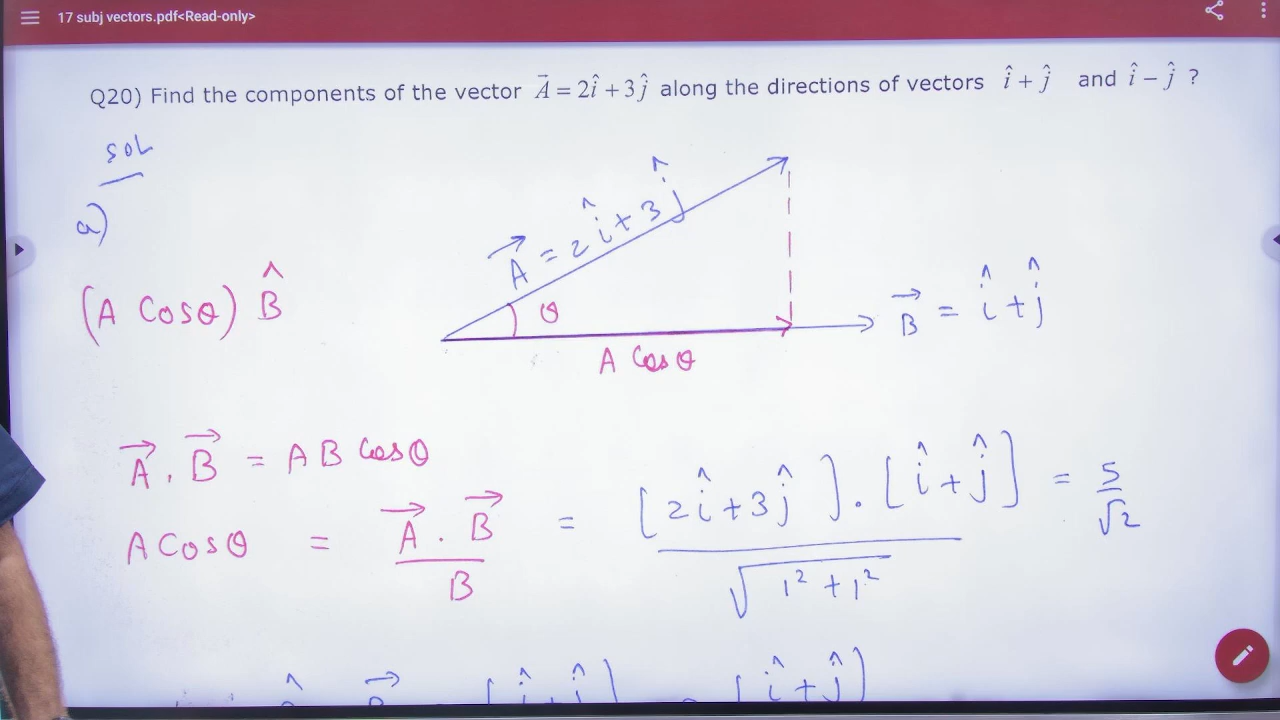 17 subj vectors.pdf<Read-only>
Q20) Find the components of the vector A⃗ = 2î + 3ĵ along the directions of vectors î + ĵ and î − ĵ ?
sol
a)
A⃗ = 2î + 3ĵ
(A Cosθ) B̂
θ
B⃗ = î + ĵ
A Cosθ
A⃗ . B⃗ = A B Cosθ
A Cosθ = A⃗ . B⃗ / B = [2î + 3ĵ] . [î + ĵ] / √(1² + 1²) = 5/√2
[î + ĵ)